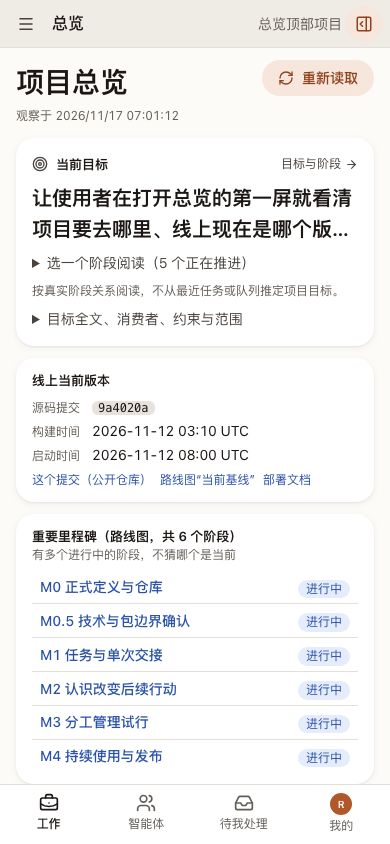 总览
总览顶部项目
项目总览
重新读取
观察于 2026/11/17 07:01:12
当前目标
目标与阶段 →
让使用者在打开总览的第一屏就看清
项目要去哪里、线上现在是哪个版...
▶ 选一个阶段阅读（5 个正在推进）
按真实阶段关系阅读，不从最近任务或队列推定项目目标。
▶ 目标全文、消费者、约束与范围
线上当前版本
源码提交 9a4020a
构建时间 2026-11-12 03:10 UTC
启动时间 2026-11-12 08:00 UTC
这个提交（公开仓库） 路线图“当前基线” 部署文档
重要里程碑（路线图，共 6 个阶段）
有多个进行中的阶段，不猜哪个是当前
M0 正式定义与仓库 进行中
M0.5 技术与包边界确认 进行中
M1 任务与单次交接 进行中
M2 认识改变后续行动 进行中
M3 分工管理试行 进行中
M4 持续使用与发布 进行中
工作 智能体 待我处理 R 我的